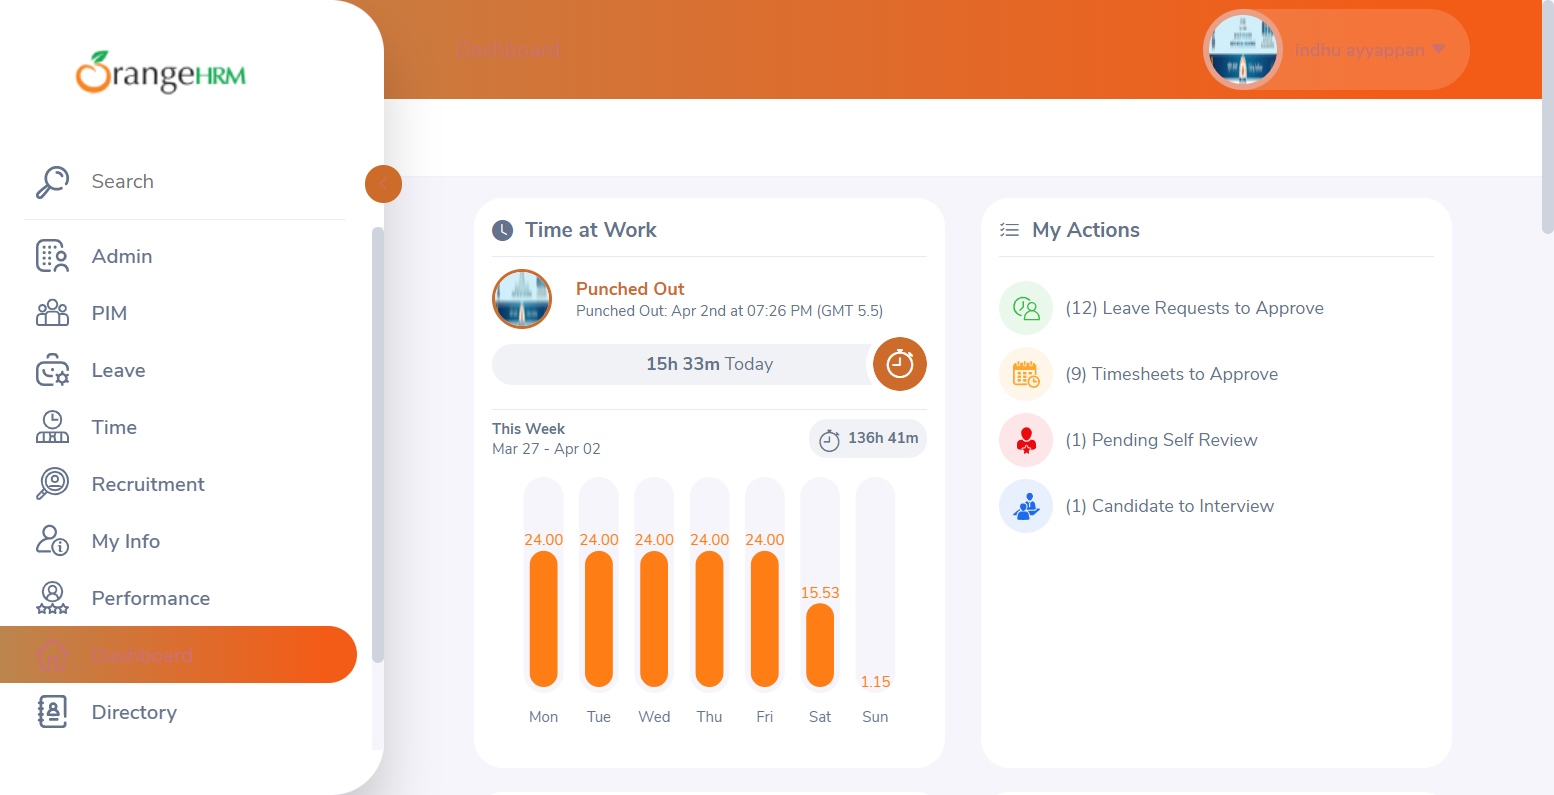 OrangeHRM
Search
Admin
PIM
Leave
Time
Recruitment
My Info
Performance
Dashboard
Directory
Dashboard
indhu ayyappan
Time at Work
Punched Out
Punched Out: Apr 2nd at 07:26 PM (GMT 5.5)
15h 33m Today
This Week
Mar 27 - Apr 02
136h 41m
24.00 24.00 24.00 24.00 24.00 15.53 1.15
Mon Tue Wed Thu Fri Sat Sun
My Actions
(12) Leave Requests to Approve
(9) Timesheets to Approve
(1) Pending Self Review
(1) Candidate to Interview